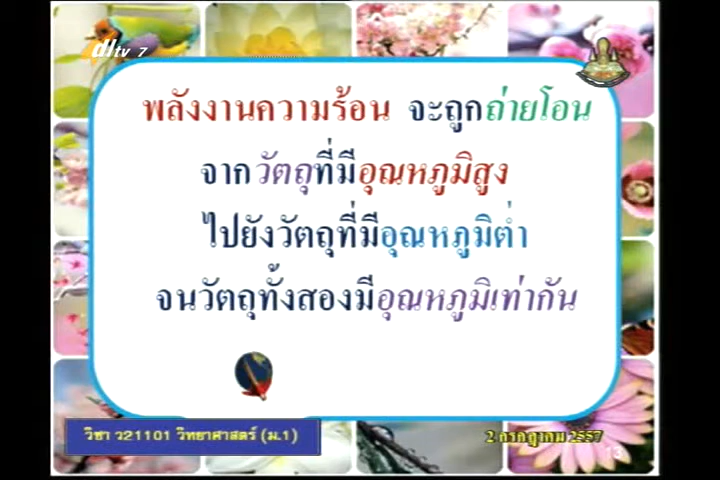 dltv 7
พลังงานความร้อน จะถูกถ่ายโอน
จากวัตถุที่มีอุณหภูมิสูง
ไปยังวัตถุที่มีอุณหภูมิต่ำ
จนวัตถุทั้งสองมีอุณหภูมิเท่ากัน
วิชา ว21101 วิทยาศาสตร์ (ม.1)
2 กรกฎาคม 2557
13